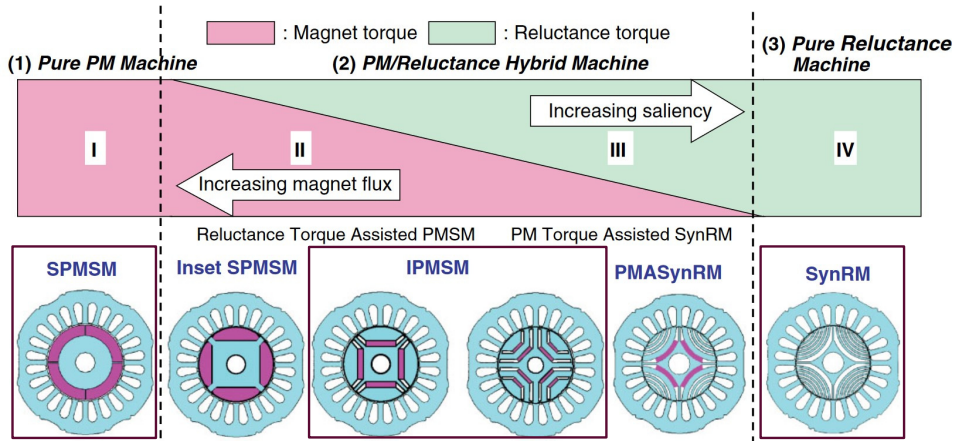 : Magnet torque : Reluctance torque
(1) Pure PM Machine
(2) PM/Reluctance Hybrid Machine
(3) Pure Reluctance
Machine
Increasing saliency
I
II
III
IV
Increasing magnet flux
Reluctance Torque Assisted PMSM
PM Torque Assisted SynRM
SPMSM
Inset SPMSM
IPMSM
PMASynRM
SynRM